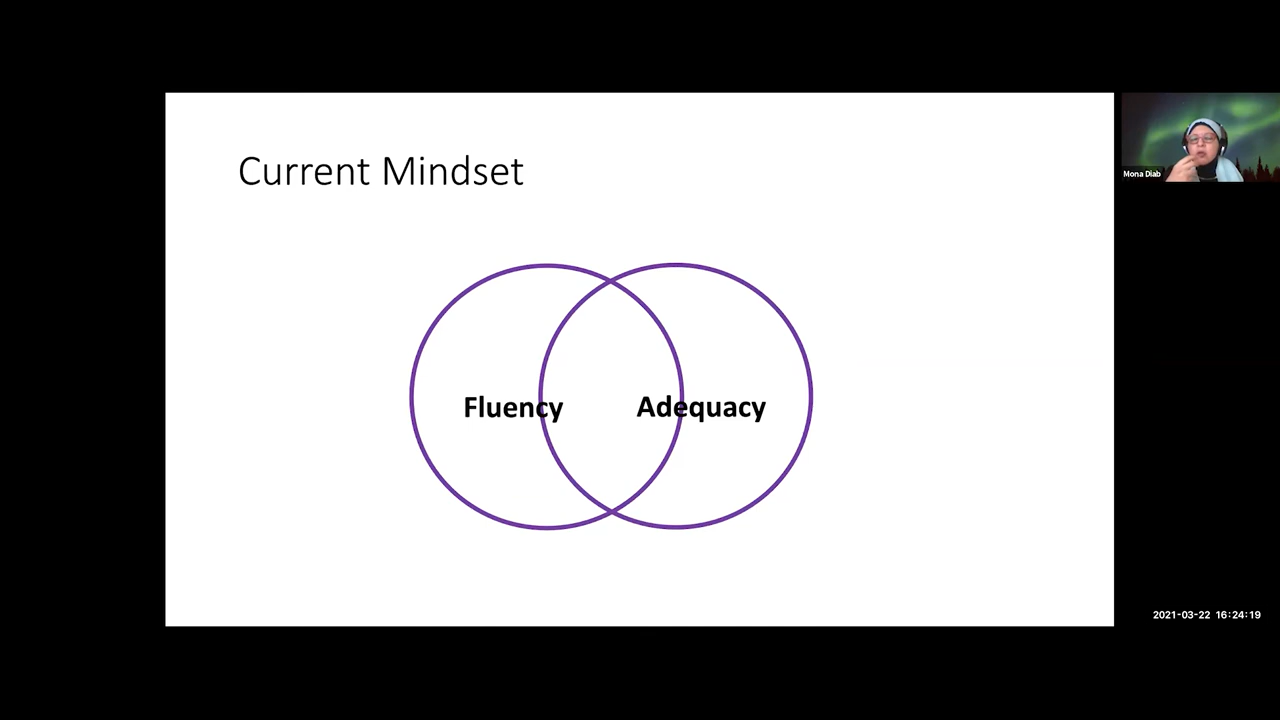 Current Mindset
Fluency
Adequacy
Mona Diab
2021-03-22 16:24:19